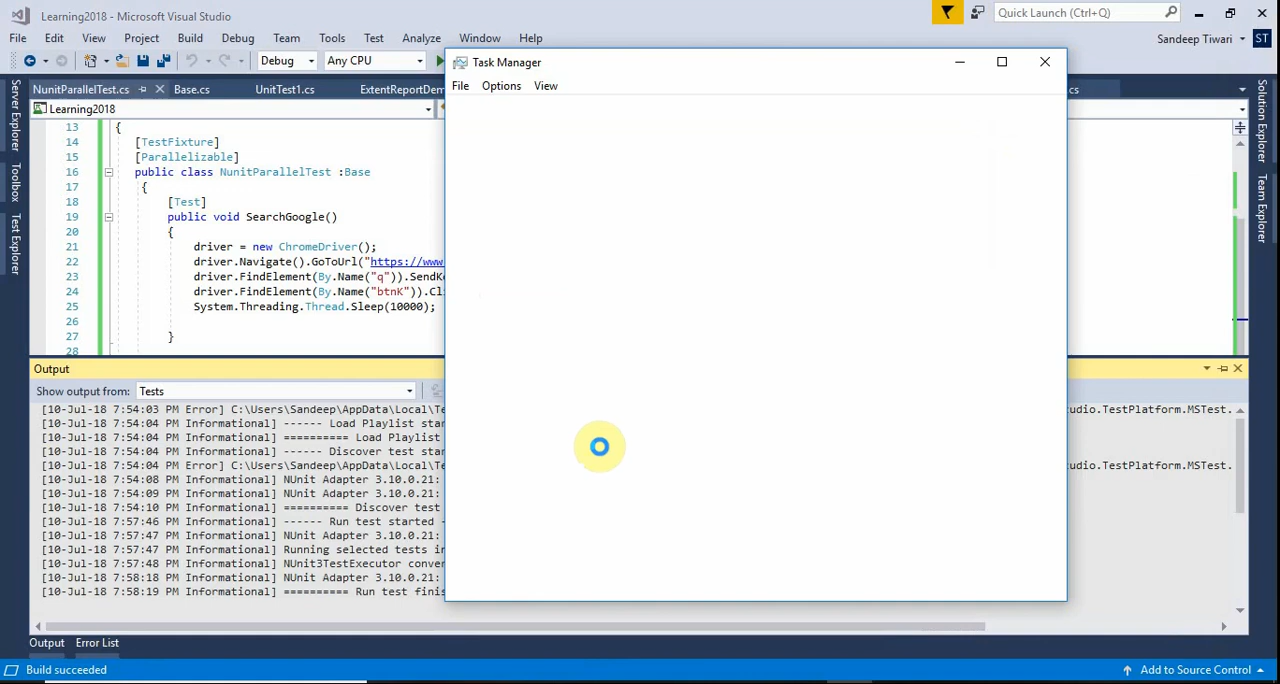 Learning2018 - Microsoft Visual Studio
Quick Launch (Ctrl+Q)
File Edit View Project Build Debug Team Tools Test Analyze Window Help
Sandeep Tiwari ST
Debug Any CPU
Task Manager
File Options View
NunitParallelTest.cs Base.cs UnitTest1.cs ExtentReportDem .cs
Learning2018
Server Explorer
Toolbox
Test Explorer
Solution Explorer
Team Explorer
13 {
14 [TestFixture]
15 [Parallelizable]
16 public class NunitParallelTest :Base
17 {
18 [Test]
19 public void SearchGoogle()
20 {
21 driver = new ChromeDriver();
22 driver.Navigate().GoToUrl("https://www.
23 driver.FindElement(By.Name("q")).SendKe
24 driver.FindElement(By.Name("btnK")).Cli
25 System.Threading.Thread.Sleep(10000);
26
27 }
28
Output
Show output from: Tests
[10-Jul-18 7:54:03 PM Error] C:\Users\Sandeep\AppData\Local\Te udio.TestPlatform.MSTest.
[10-Jul-18 7:54:04 PM Informational] ------ Load Playlist star
[10-Jul-18 7:54:04 PM Informational] ========== Load Playlist
[10-Jul-18 7:54:04 PM Informational] ------ Discover test star
[10-Jul-18 7:54:04 PM Error] C:\Users\Sandeep\AppData\Local\Te udio.TestPlatform.MSTest.
[10-Jul-18 7:54:08 PM Informational] NUnit Adapter 3.10.0.21:
[10-Jul-18 7:54:09 PM Informational] NUnit Adapter 3.10.0.21:
[10-Jul-18 7:54:10 PM Informational] ========== Discover test
[10-Jul-18 7:57:46 PM Informational] ------ Run test started -
[10-Jul-18 7:57:47 PM Informational] NUnit Adapter 3.10.0.21:
[10-Jul-18 7:57:47 PM Informational] Running selected tests in
[10-Jul-18 7:57:48 PM Informational] NUnit3TestExecutor conver
[10-Jul-18 7:58:18 PM Informational] NUnit Adapter 3.10.0.21:
[10-Jul-18 7:58:19 PM Informational] ========== Run test finis
Output Error List
Build succeeded
Add to Source Control